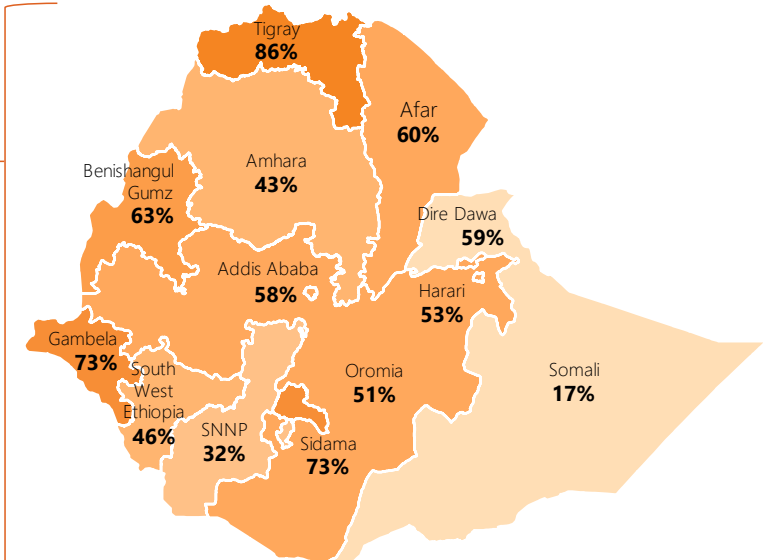 Tigray
86%
Afar
60%
Amhara
43%
Benishangul
Gumz
63%
Dire Dawa
59%
Addis Ababa
58%
Harari
53%
Gambela
73%
South
West
Ethiopia
46%
Oromia
51%
Somali
17%
SNNP
32%
Sidama
73%